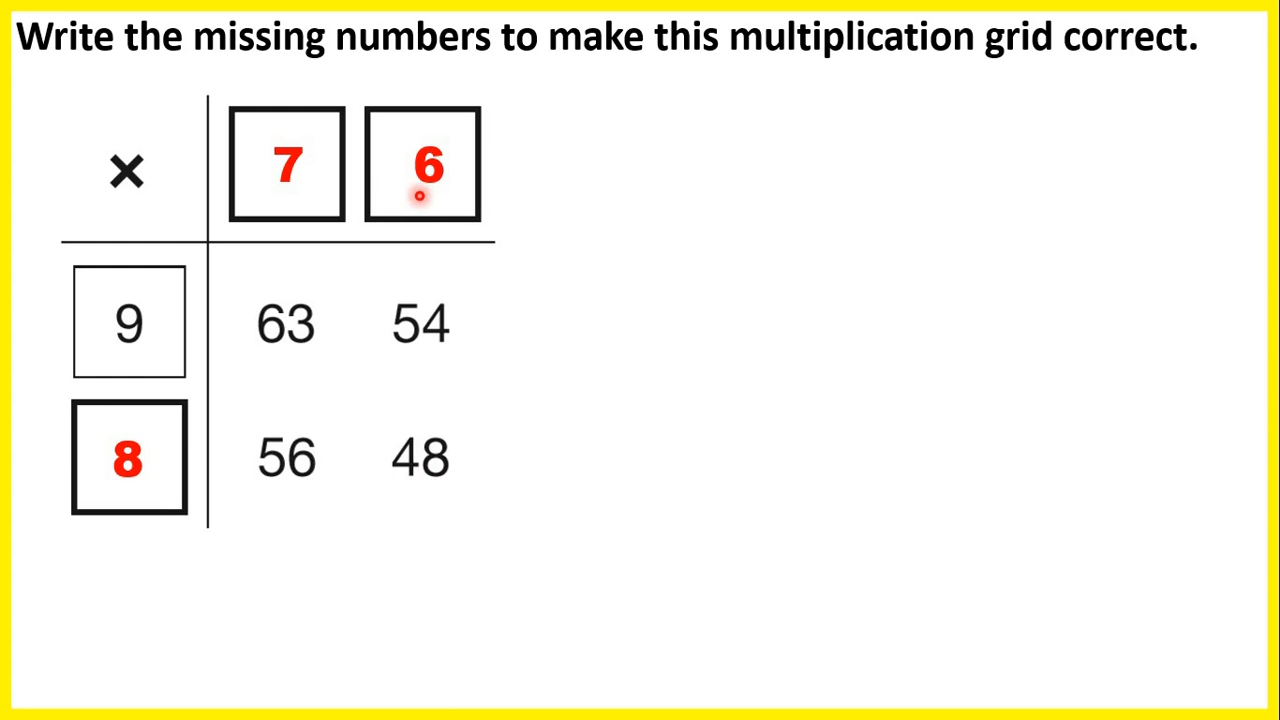 Write the missing numbers to make this multiplication grid correct.
× 7 6
9 63 54
8 56 48